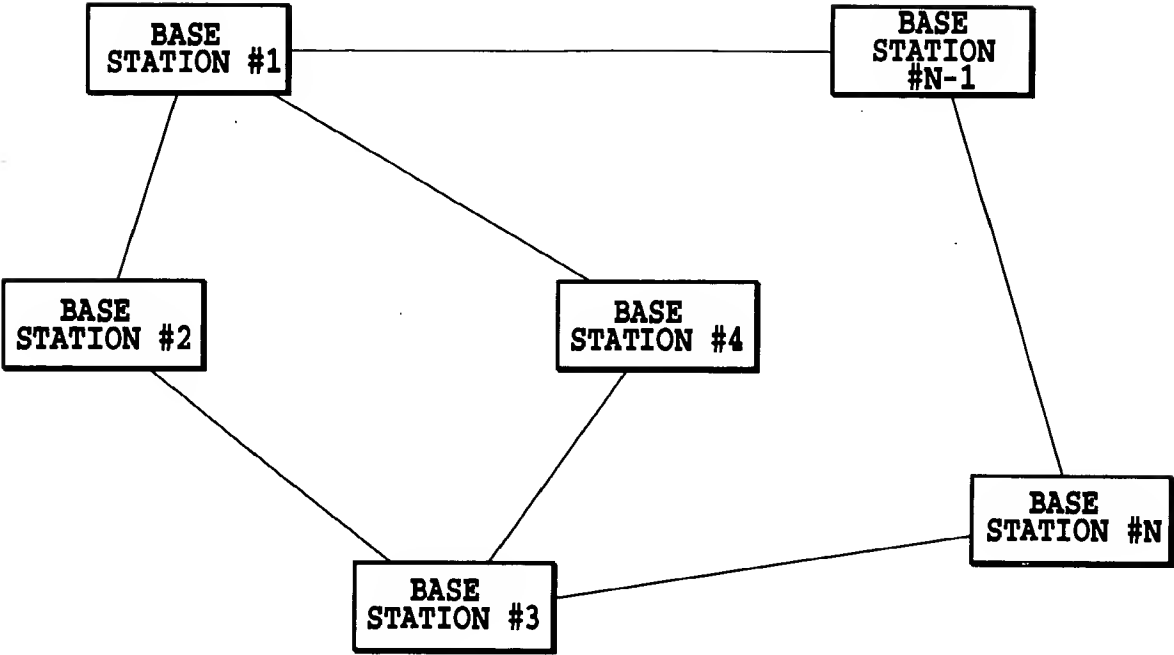 BASE
STATION #1
BASE
STATION
#N-1
BASE
STATION #2
BASE
STATION #4
BASE
STATION #N
BASE
STATION #3